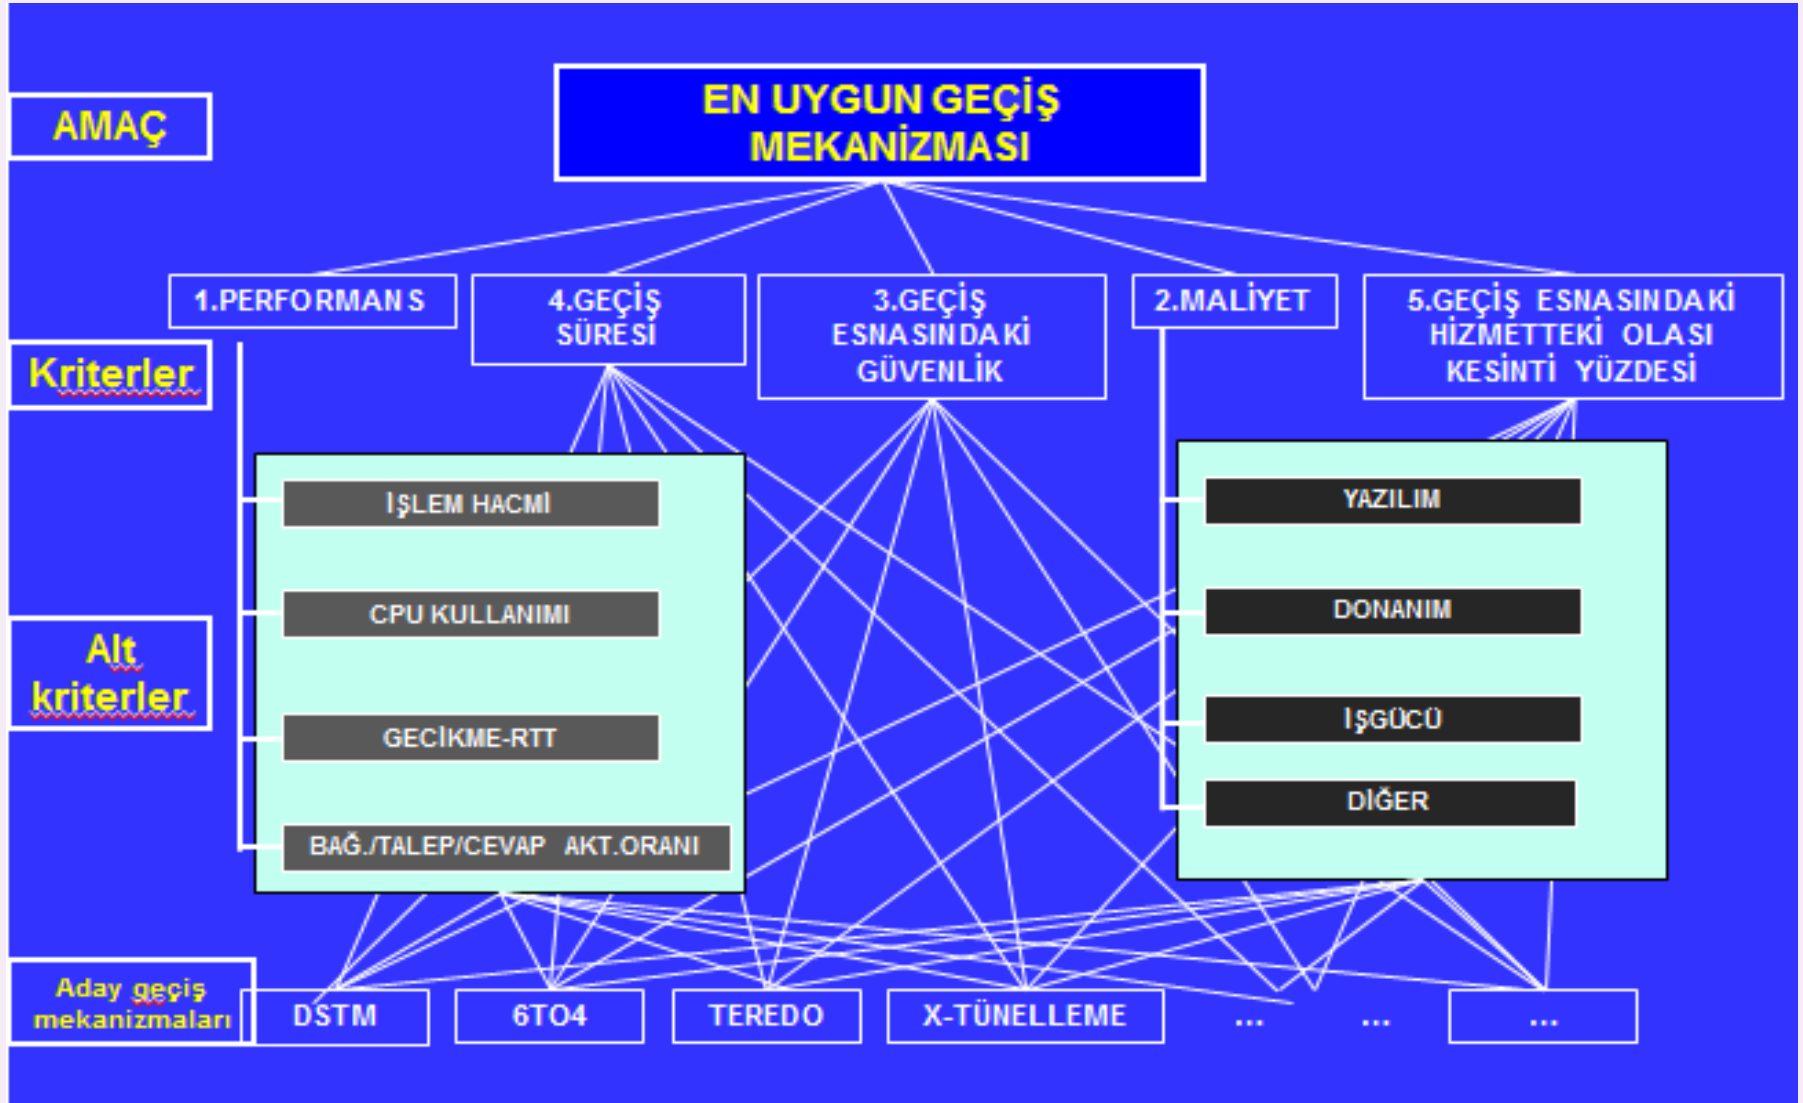 AMAÇ
EN UYGUN GEÇİŞ
MEKANİZMASI
Kriterler
1.PERFORMANS
4.GEÇİŞ
SÜRESİ
3.GEÇİŞ
ESNASINDAKİ
GÜVENLİK
2.MALİYET
5.GEÇİŞ ESNASINDAKİ
HİZMETTEKİ OLASI
KESİNTİ YÜZDESİ
Alt
kriterler
İŞLEM HACMİ
CPU KULLANIMI
GECİKME-RTT
BAĞ./TALEP/CEVAP AKT.ORANI
YAZILIM
DONANIM
İŞGÜCÜ
DİĞER
Aday geçiş
mekanizmaları
DSTM
6TO4
TEREDO
X-TÜNELLEME
...
...
...